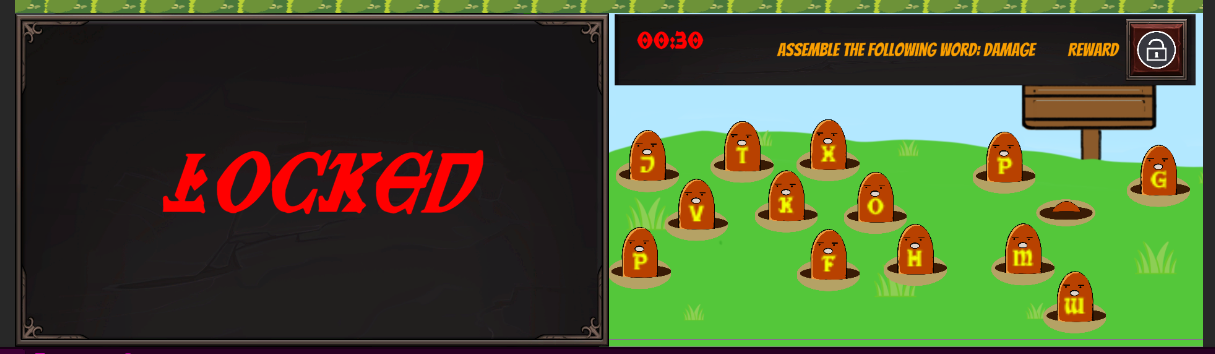 LOCKED
00:30
ASSEMBLE THE FOLLOWING WORD: DAMAGE
REWARD
J T X P G
V K O
P F H M
W